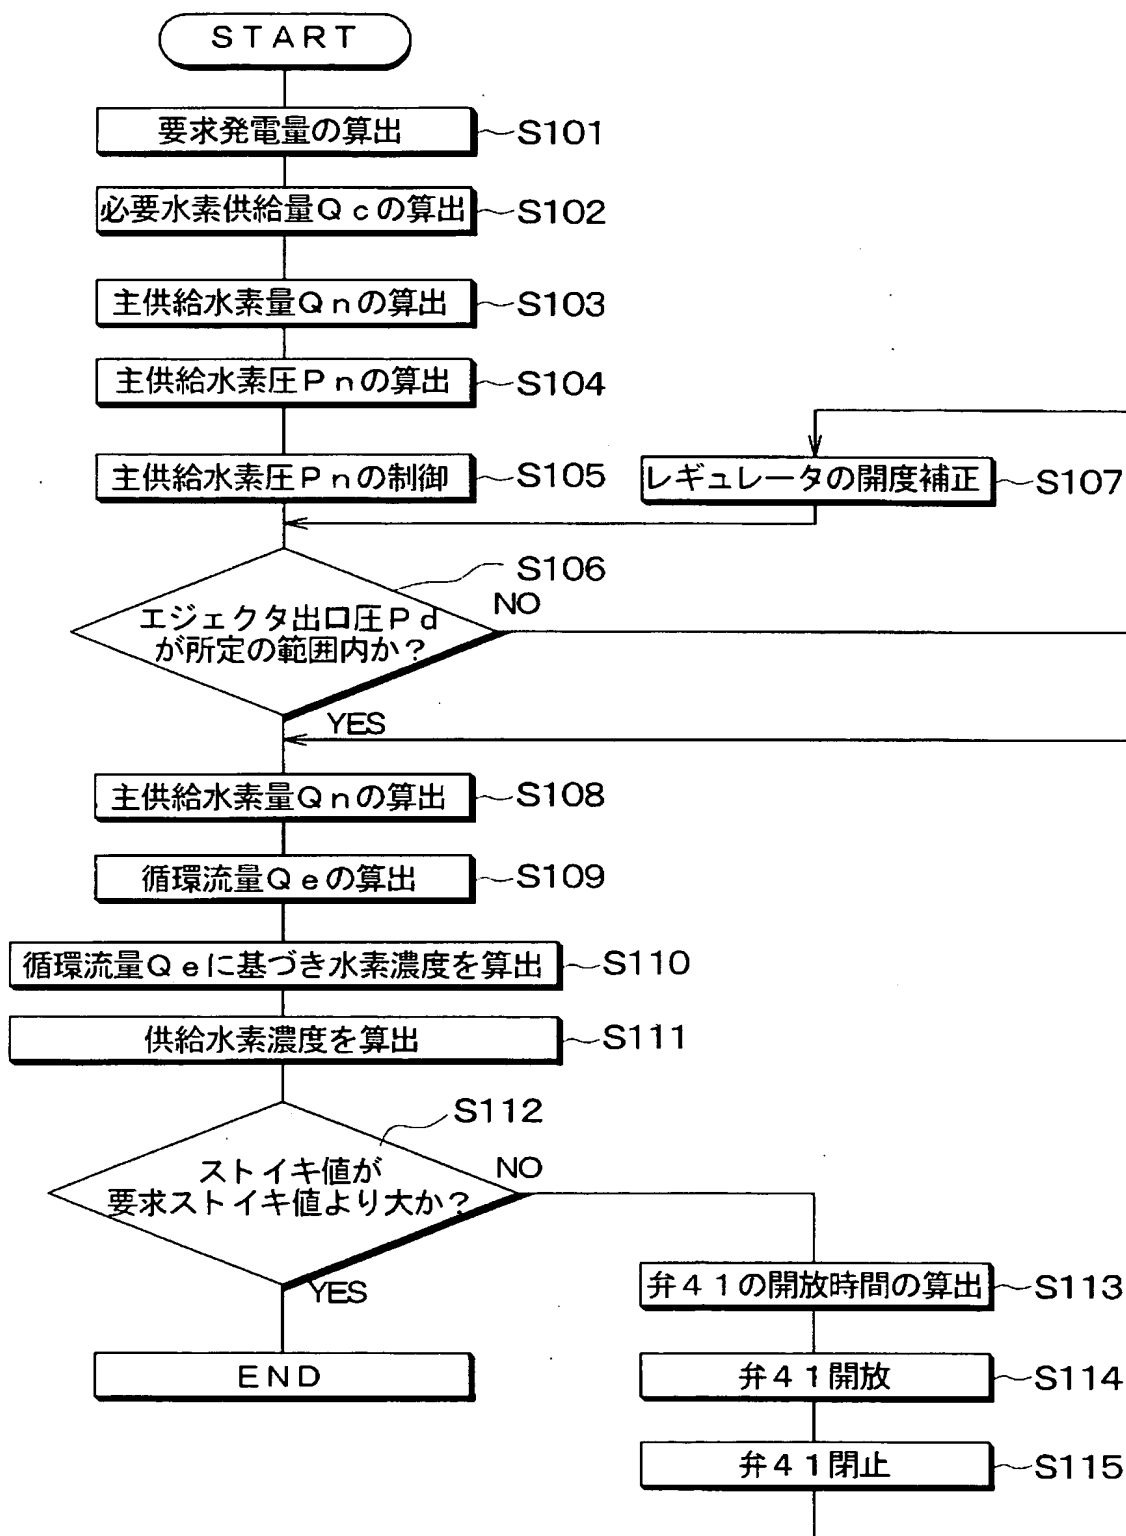 START
要求発電量の算出
S101
必要水素供給量Qcの算出
S102
主供給水素量Qnの算出
S103
主供給水素圧Pnの算出
S104
主供給水素圧Pnの制御
S105
レギュレータの開度補正
S107
S106
エジェクタ出口圧Pd
が所定の範囲内か?
NO
YES
主供給水素量Qnの算出
S108
循環流量Qeの算出
S109
循環流量Qeに基づき水素濃度を算出
S110
供給水素濃度を算出
S111
S112
ストイキ値が
要求ストイキ値より大か?
NO
YES
弁41の開放時間の算出
S113
END
弁41開放
S114
弁41閉止
S115